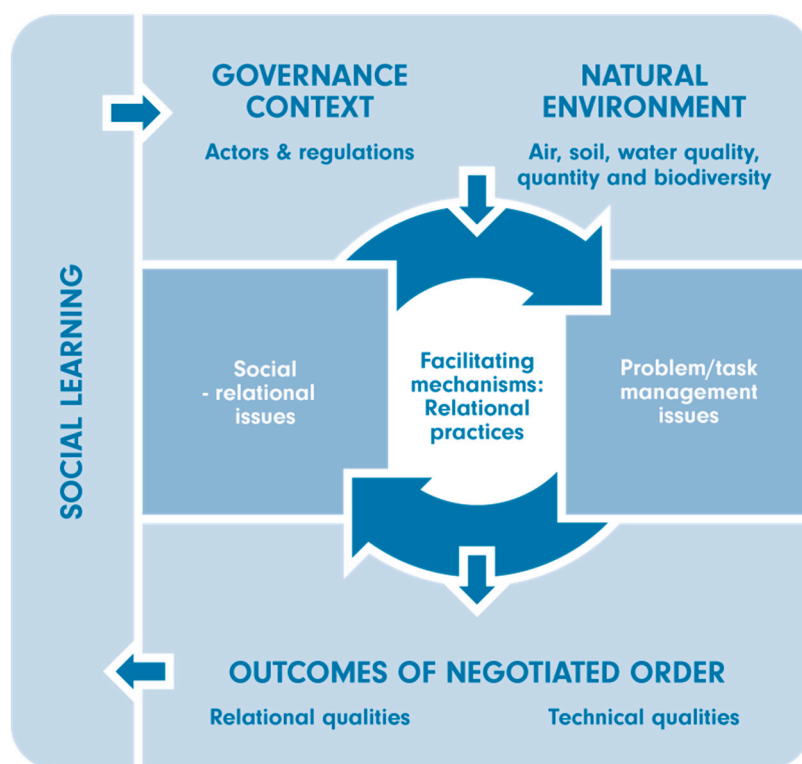 GOVERNANCE
CONTEXT
Actors & regulations
NATURAL
ENVIRONMENT
Air, soil, water quality,
quantity and biodiversity
SOCIAL LEARNING
Social
- relational
issues
Facilitating
mechanisms:
Relational
practices
Problem/task
management
issues
OUTCOMES OF NEGOTIATED ORDER
Relational qualities
Technical qualities